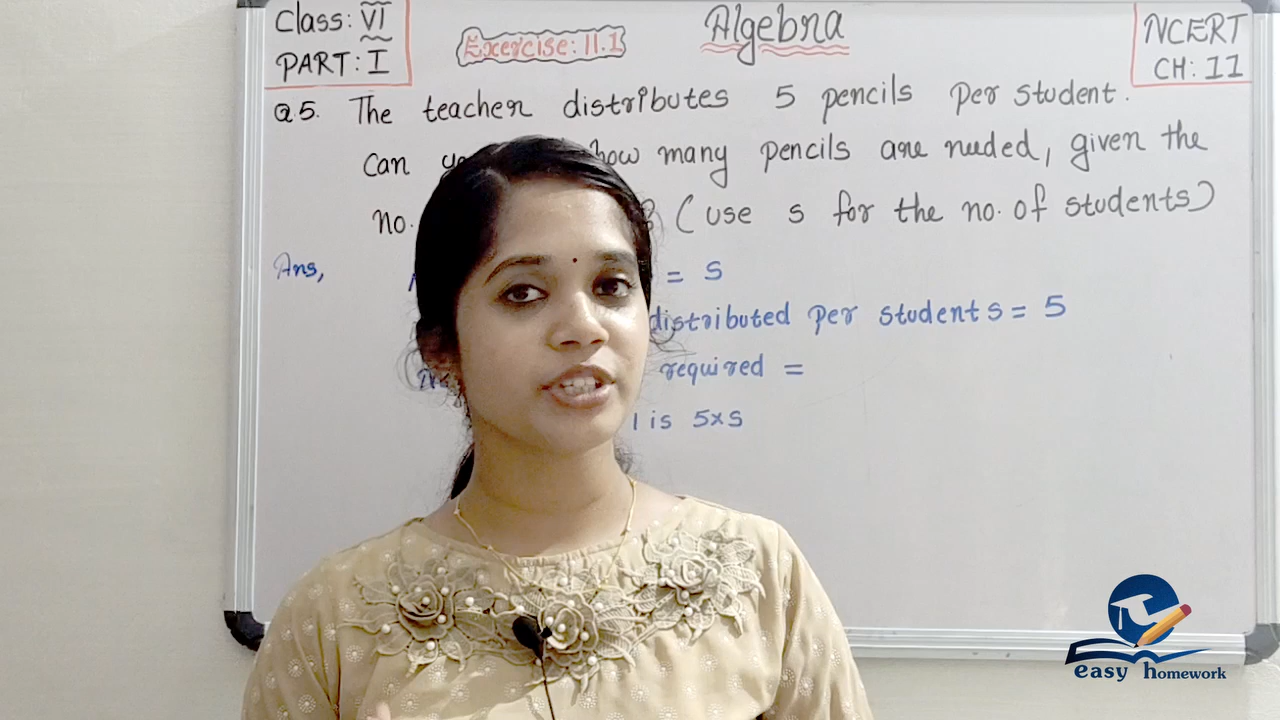 Class: VI
PART: I
Exercise: 11.1
Algebra
NCERT
CH: 11
Q.5. The teacher distributes 5 pencils per student.
Can how many pencils are needed, given the
no. (use s for the no. of students)
Ans,
= s
distributed per students = 5
required =
is 5×s
easy homework